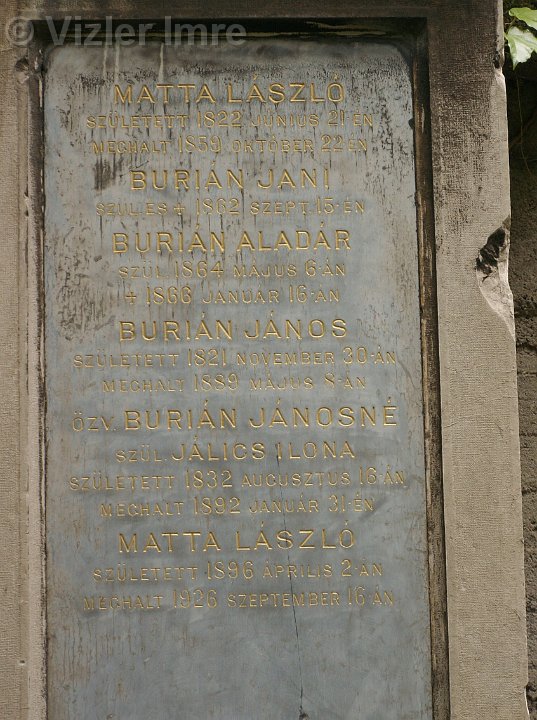 © Vizler Imre
MATTA LÁSZLÓ
SZÜLETETT 1822 JÚNIUS 21-ÉN
MEGHALT 1859 OKTÓBER 22-ÉN
BURIÁN JANI
SZÜL. ÉS + 1862 SZEPT. 15-ÉN
BURIÁN ALADÁR
SZÜL. 1864 MÁJUS 6-ÁN
+ 1866 JANUÁR 16-ÁN
BURIÁN JÁNOS
SZÜLETETT 1821 NOVEMBER 30-ÁN
MEGHALT 1889 MÁJUS 8-ÁN
ÖZV. BURIÁN JÁNOSNÉ
SZÜL. JÁLICS ILONA
SZÜLETETT 1832 AUGUSZTUS 16-ÁN
MEGHALT 1892 JANUÁR 31-ÉN
MATTA LÁSZLÓ
SZÜLETETT 1896 ÁPRILIS 2-ÁN
MEGHALT 1926 SZEPTEMBER 16-ÁN